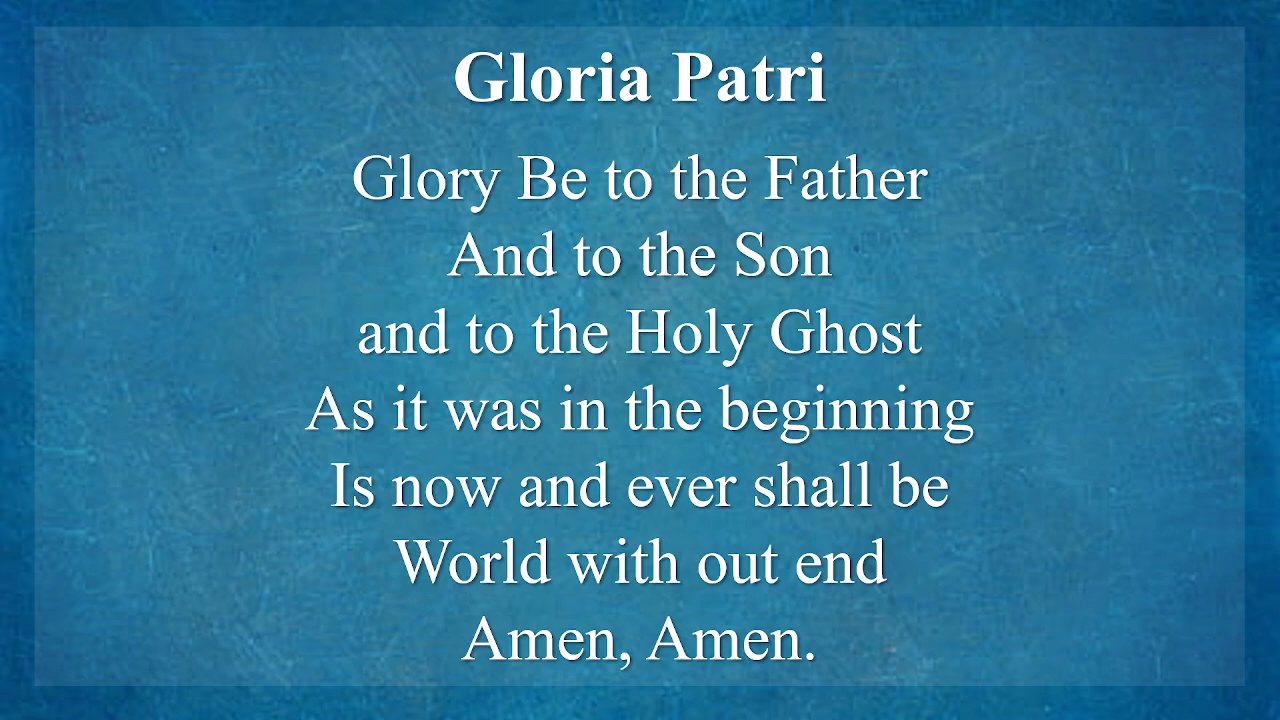 Gloria Patri
Glory Be to the Father
And to the Son
and to the Holy Ghost
As it was in the beginning
Is now and ever shall be
World with out end
Amen, Amen.